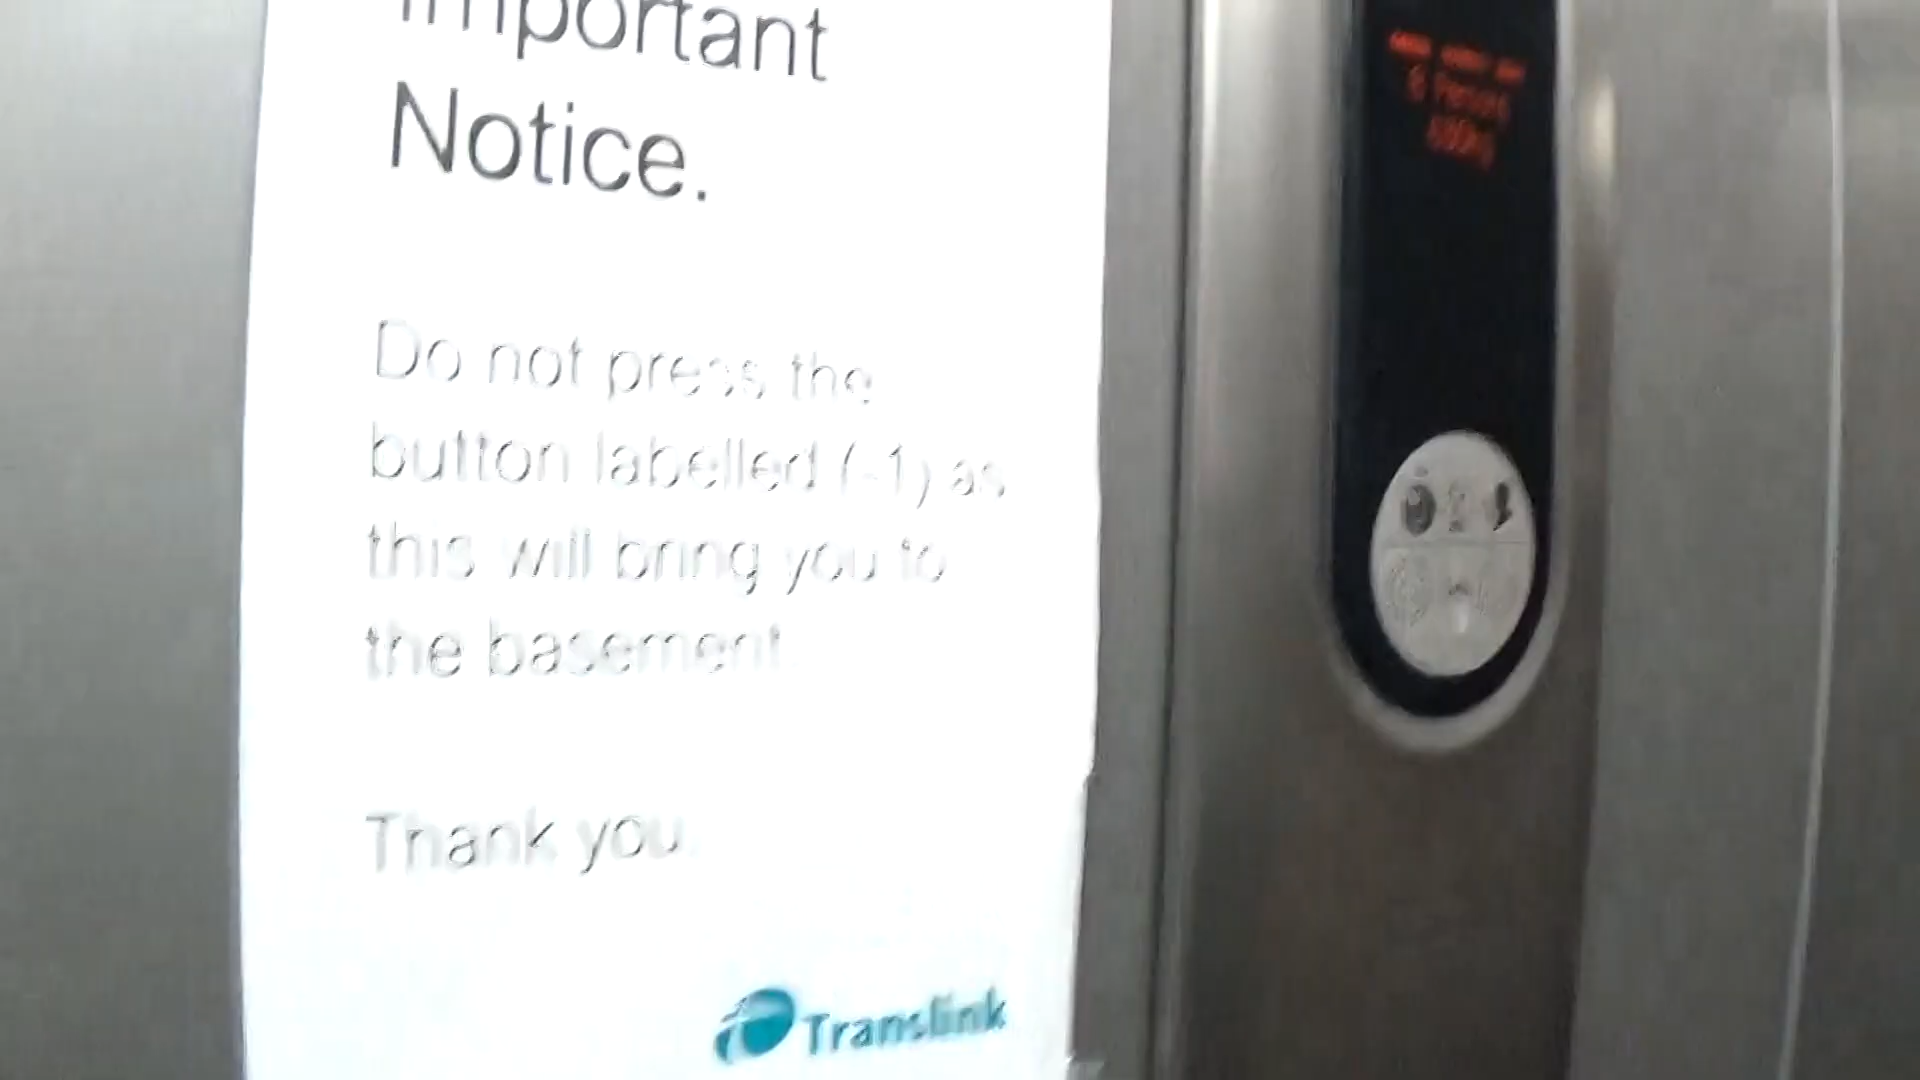 Important
Notice.
Do not press the
button labelled (-1) as
this will bring you to
the basement.
Thank you.
Translink